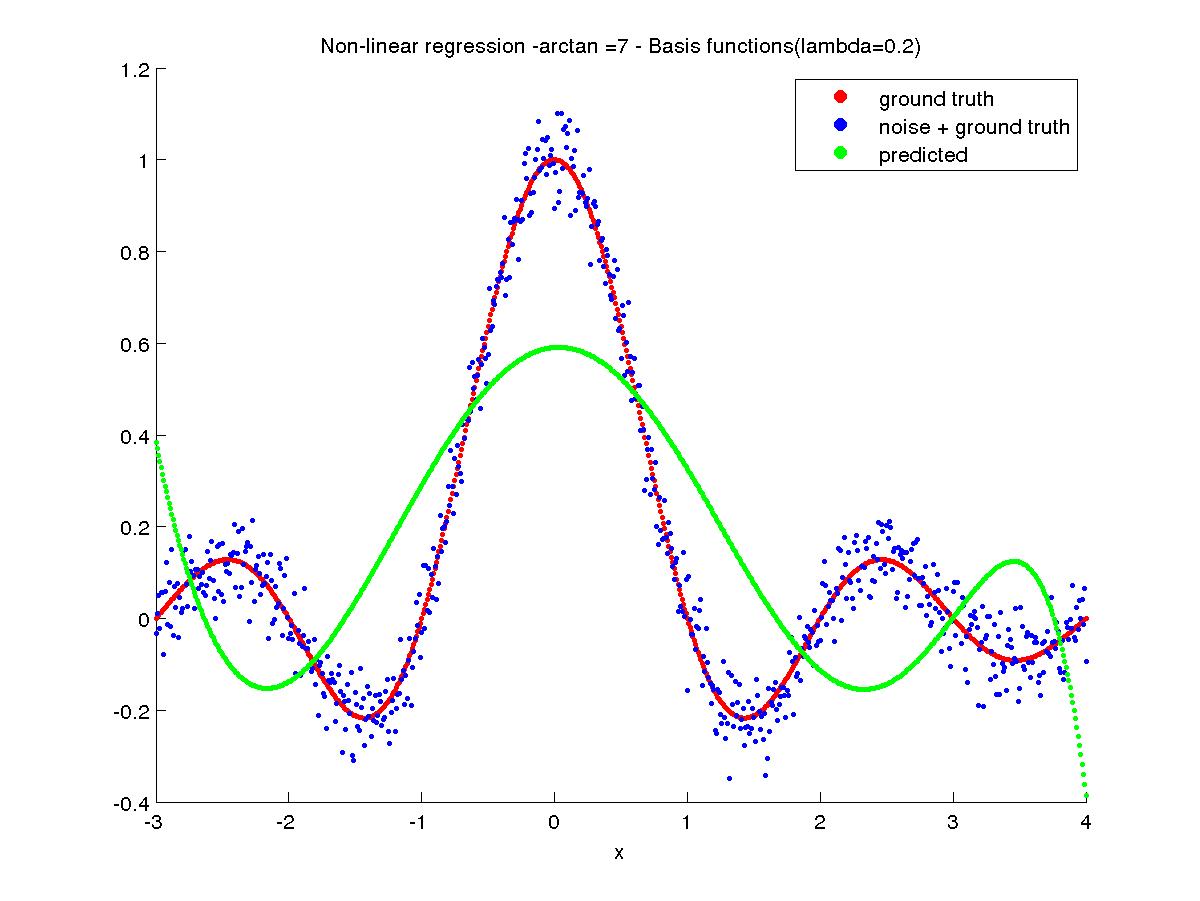 Non-linear regression -arctan =7 - Basis functions(lambda=0.2)
1.2
ground truth
noise + ground truth
predicted
1
0.8
0.6
0.4
0.2
0
-0.2
-0.4
-3 -2 -1 0 1 2 3 4
x